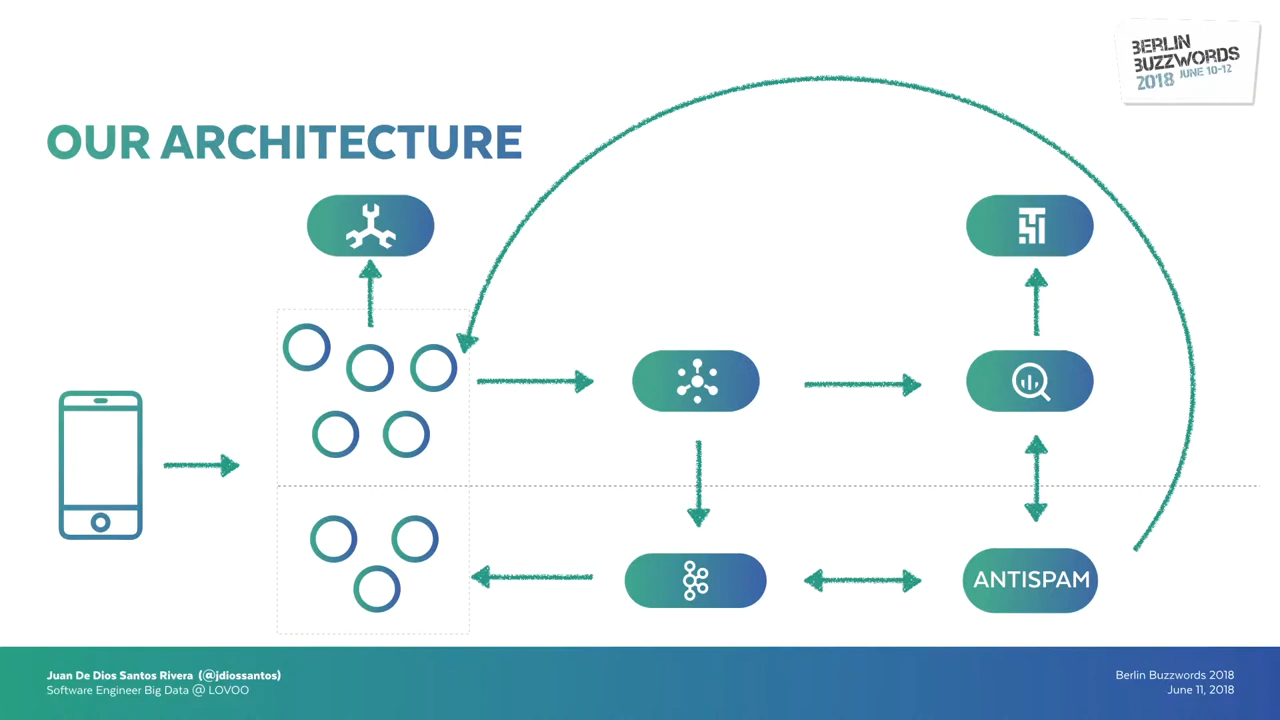 BERLIN
BUZZWORDS
2018 JUNE 10-12
OUR ARCHITECTURE
ANTISPAM
Juan De Dios Santos Rivera (@jdiossantos)
Software Engineer Big Data @ LOVOO
Berlin Buzzwords 2018
June 11, 2018